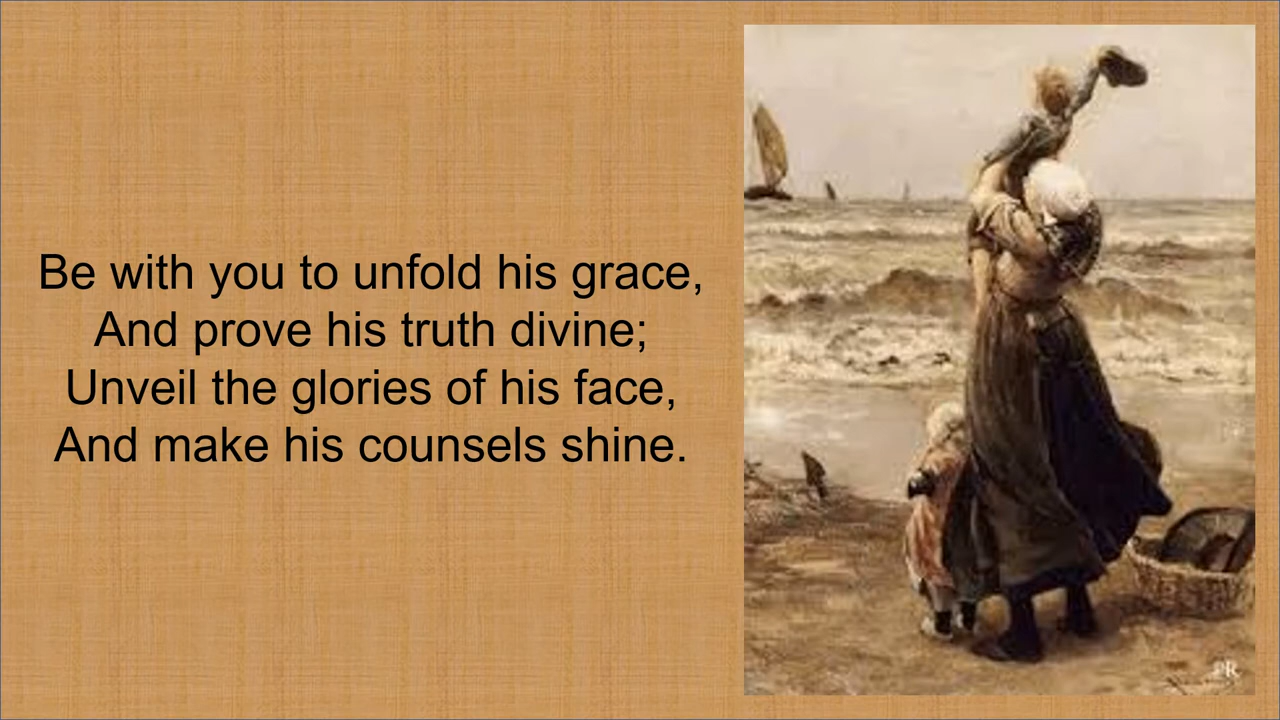 Be with you to unfold his grace,
And prove his truth divine;
Unveil the glories of his face,
And make his counsels shine.
PR